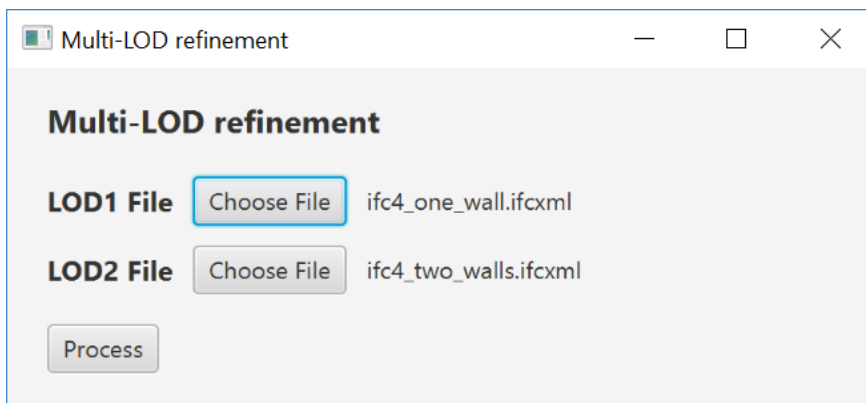 Multi-LOD refinement
Multi-LOD refinement
LOD1 File Choose File ifc4_one_wall.ifcxml
LOD2 File Choose File ifc4_two_walls.ifcxml
Process